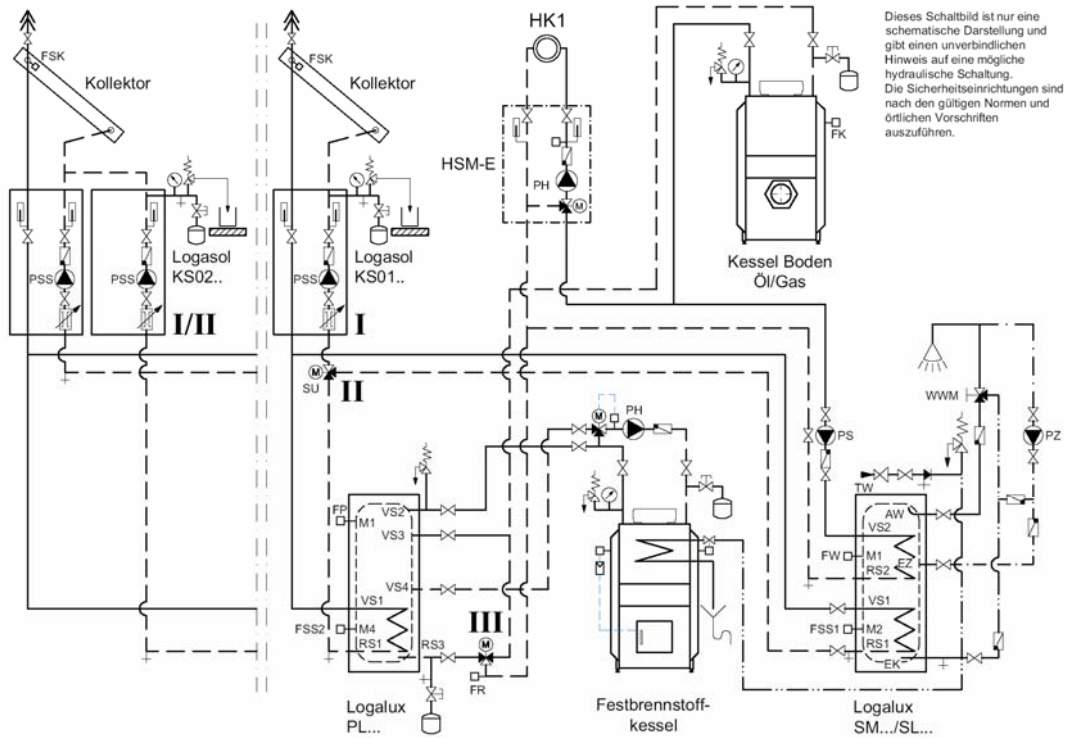 HK1
Dieses Schaltbild ist nur eine
schematische Darstellung und
gibt einen unverbindlichen
Hinweis auf eine mögliche
hydraulische Schaltung.
Die Sicherheitseinrichtungen sind
nach den gültigen Normen und
örtlichen Vorschriften
auszuführen.
FSK
Kollektor
FSK
Kollektor
HSM-E
PH
M
FK
Kessel Boden
Öl/Gas
PSS
PSS
Logasol
KS02..
I/II
PSS
Logasol
KS01..
I
M
SU
II
WWM
M
PH
PS
PZ
TW
FP
M1
VS2
VS3
VS4
VS1
FSS2
M4
RS1
RS3
III
M
FR
AW
VS2
FW
M1
EZ
RS2
VS1
FSS1
M2
RS1
EK
Logalux
PL...
Festbrennstoff-
kessel
Logalux
SM.../SL...